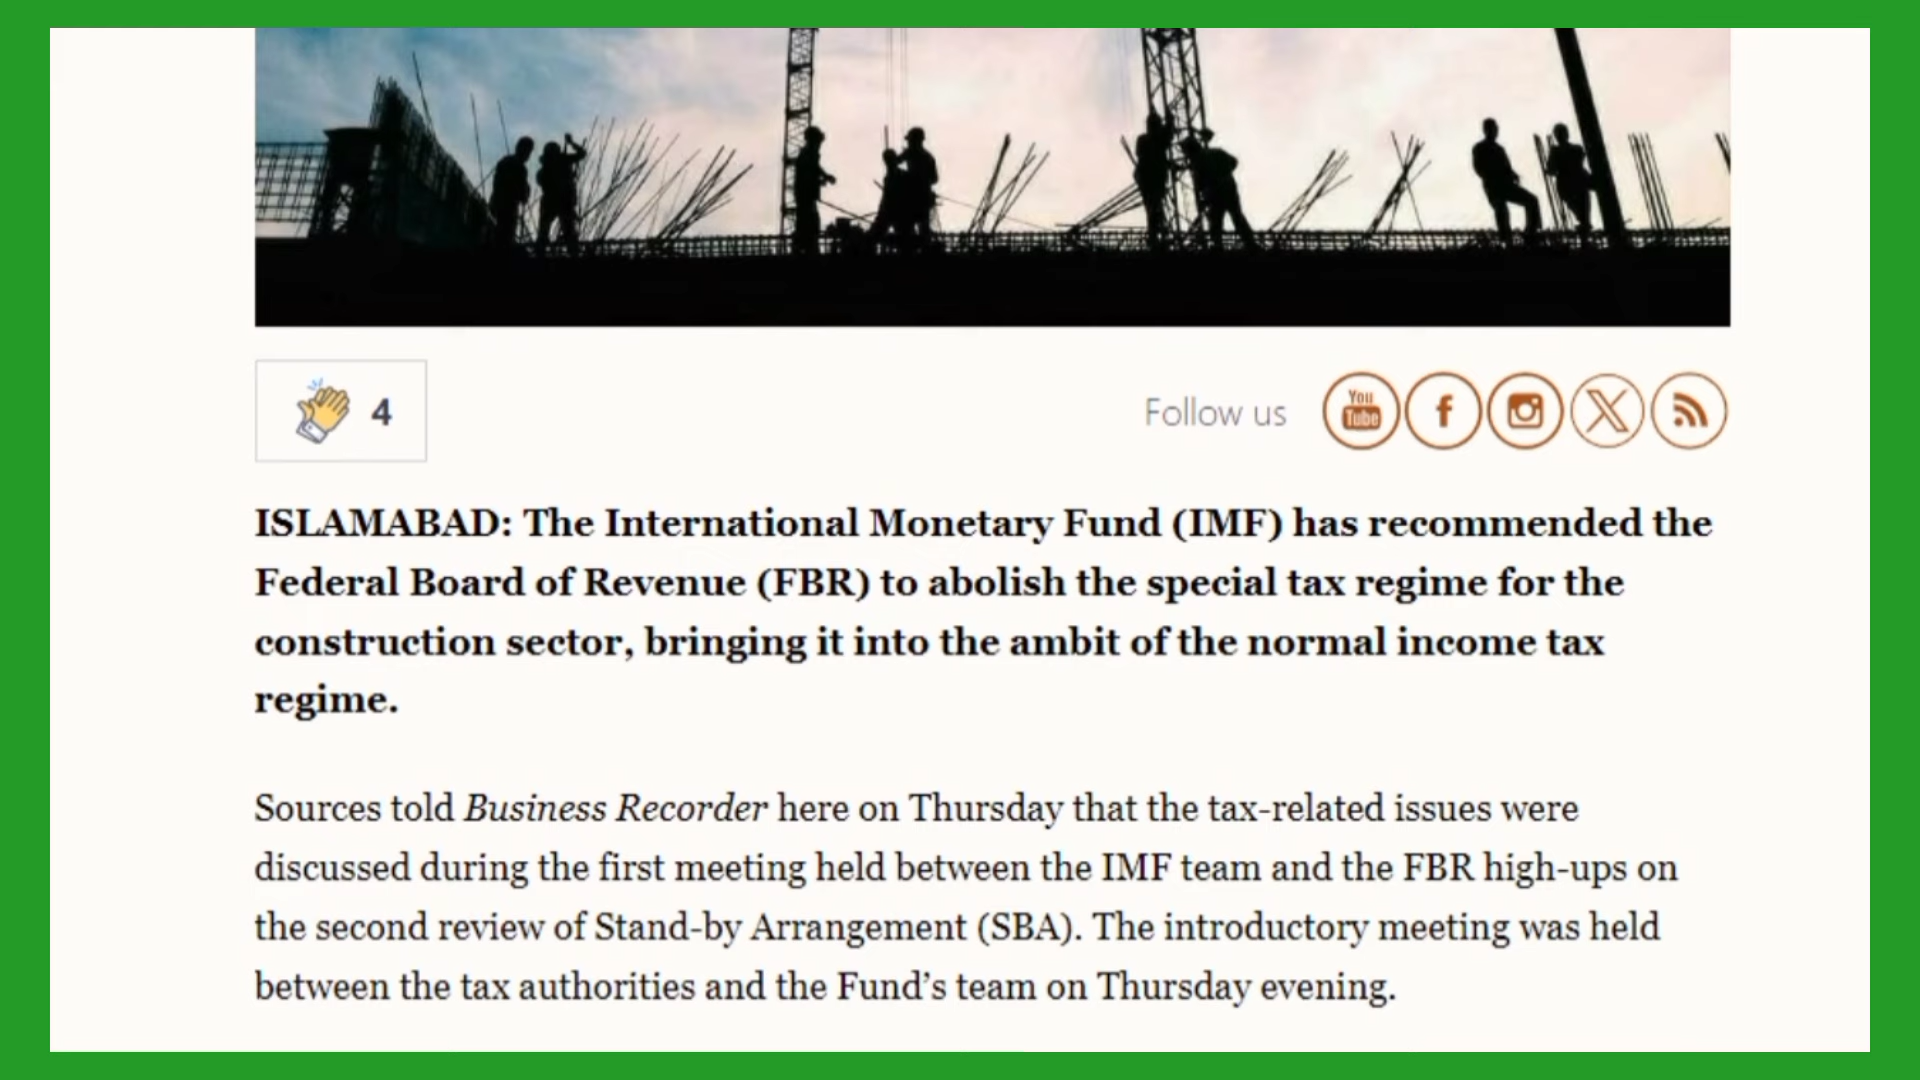 4
Follow us
You
Tube
ISLAMABAD: The International Monetary Fund (IMF) has recommended the
Federal Board of Revenue (FBR) to abolish the special tax regime for the
construction sector, bringing it into the ambit of the normal income tax
regime.
Sources told Business Recorder here on Thursday that the tax-related issues were
discussed during the first meeting held between the IMF team and the FBR high-ups on
the second review of Stand-by Arrangement (SBA). The introductory meeting was held
between the tax authorities and the Fund’s team on Thursday evening.